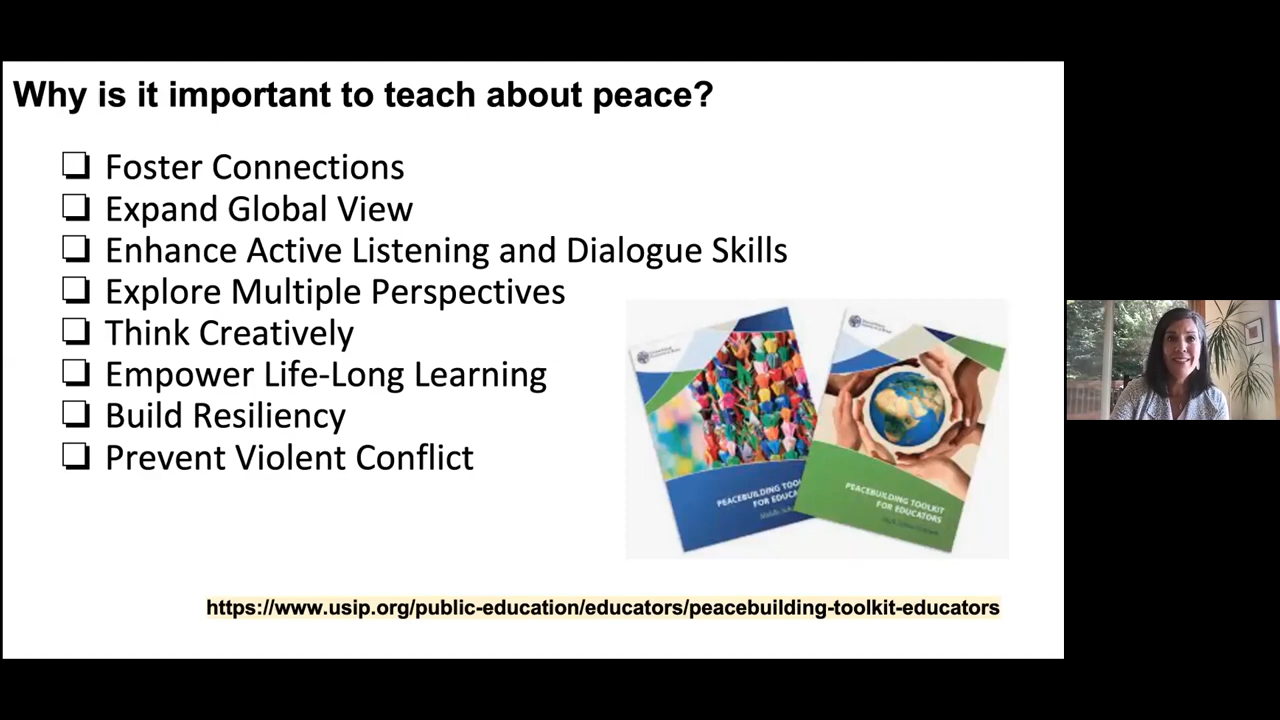 Why is it important to teach about peace?
❏ Foster Connections
❏ Expand Global View
❏ Enhance Active Listening and Dialogue Skills
❏ Explore Multiple Perspectives
❏ Think Creatively
❏ Empower Life-Long Learning
❏ Build Resiliency
❏ Prevent Violent Conflict
PEACEBUILDING
FOR
PEACEBUILDING TOOLKIT
FOR EDUCATORS
https://www.usip.org/public-education/educators/peacebuilding-toolkit-educators